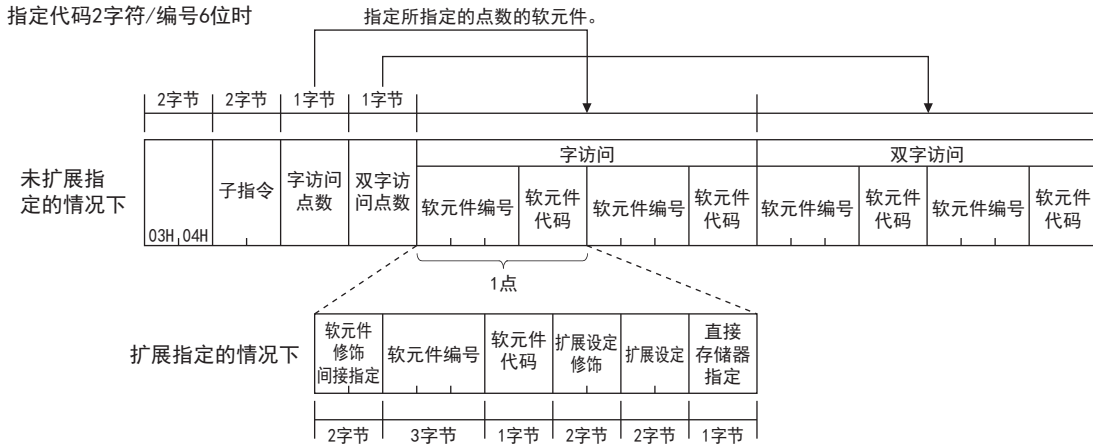 指定代码2字符/编号6位时
指定所指定的点数的软元件。
2字节 2字节 1字节 1字节
未扩展指
定的情况下
03H 04H
子指令
字访问
点数
双字访
问点数
字访问
双字访问
软元件编号
软元件
代码
软元件编号
软元件
代码
软元件编号
软元件
代码
软元件编号
软元件
代码
1点
扩展指定的情况下
软元件
修饰
间接指定
软元件编号
软元件
代码
扩展设定
修饰
扩展设定
直接
存储器
指定
2字节 3字节 1字节 2字节 2字节 1字节